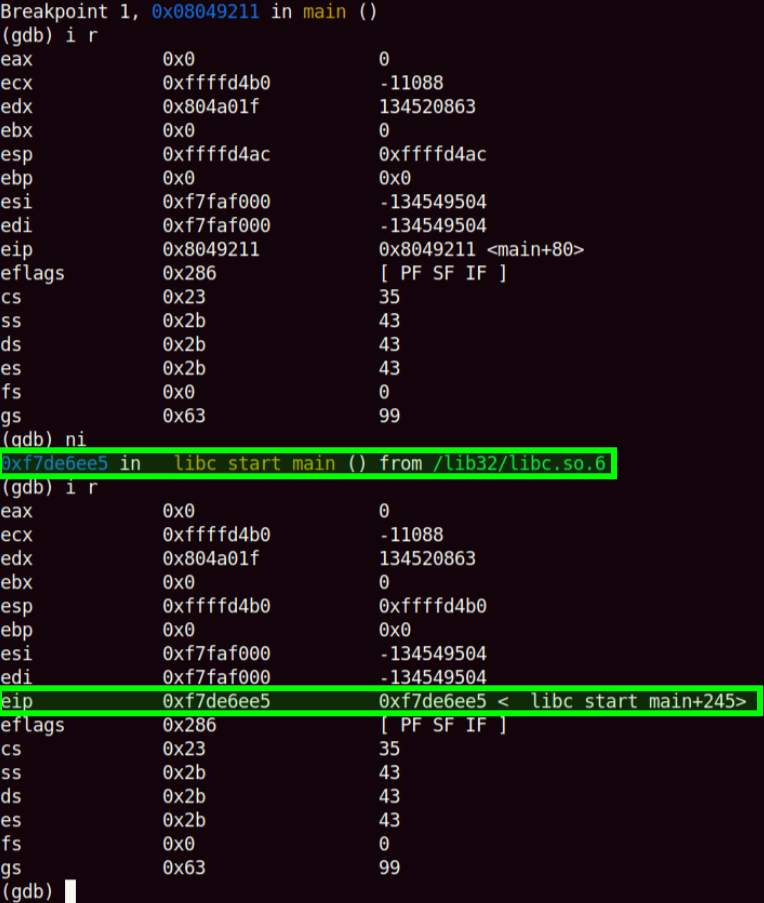 Breakpoint 1, 0x08049211 in main ()
(gdb) i r
eax 0x0 0
ecx 0xffffd4b0 -11088
edx 0x804a01f 134520863
ebx 0x0 0
esp 0xffffd4ac 0xffffd4ac
ebp 0x0 0x0
esi 0xf7faf000 -134549504
edi 0xf7faf000 -134549504
eip 0x8049211 0x8049211 <main+80>
eflags 0x286 [ PF SF IF ]
cs 0x23 35
ss 0x2b 43
ds 0x2b 43
es 0x2b 43
fs 0x0 0
gs 0x63 99
(gdb) ni
0xf7de6ee5 in libc start main () from /lib32/libc.so.6
(gdb) i r
eax 0x0 0
ecx 0xffffd4b0 -11088
edx 0x804a01f 134520863
ebx 0x0 0
esp 0xffffd4b0 0xffffd4b0
ebp 0x0 0x0
esi 0xf7faf000 -134549504
edi 0xf7faf000 -134549504
eip 0xf7de6ee5 0xf7de6ee5 < libc start main+245>
eflags 0x286 [ PF SF IF ]
cs 0x23 35
ss 0x2b 43
ds 0x2b 43
es 0x2b 43
fs 0x0 0
gs 0x63 99
(gdb)